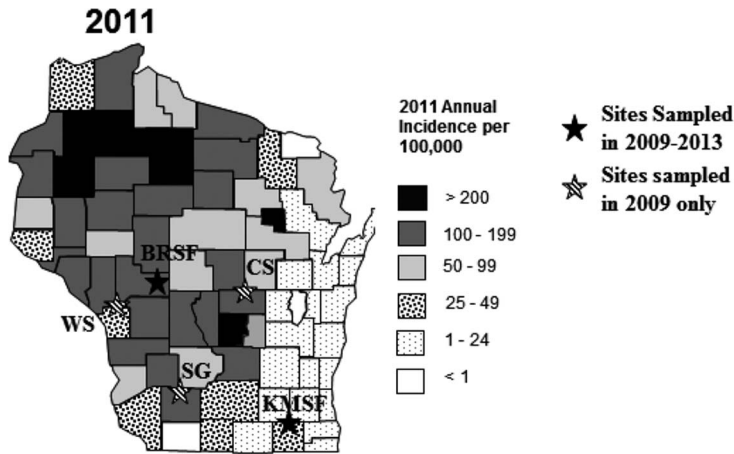 2011
2011 Annual
Incidence per
100,000
> 200
100 - 199
50 - 99
25 - 49
1 - 24
< 1
Sites Sampled
in 2009-2013
Sites sampled
in 2009 only
BRSF
CS
WS
SG
KMSF